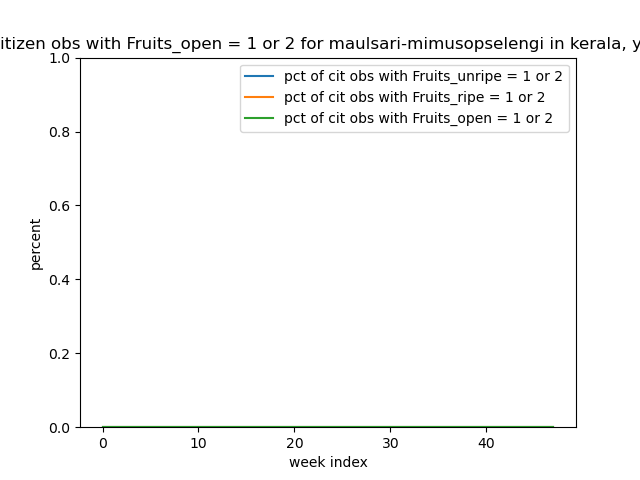 itizen obs with Fruits_open = 1 or 2 for maulsari-mimusopselengi in kerala, y
1.0
pct of cit obs with Fruits_unripe = 1 or 2
pct of cit obs with Fruits_ripe = 1 or 2
pct of cit obs with Fruits_open = 1 or 2
0.8
0.6
percent
0.4
0.2
0.0
0 10 20 30 40
week index